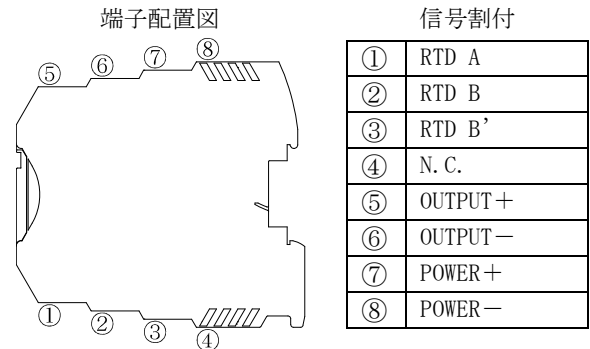 端子配置図
⑤
⑥
⑦
⑧
①
②
③
④
信号割付
① RTD A
② RTD B
③ RTD B’
④ N.C.
⑤ OUTPUT＋
⑥ OUTPUT－
⑦ POWER＋
⑧ POWER－